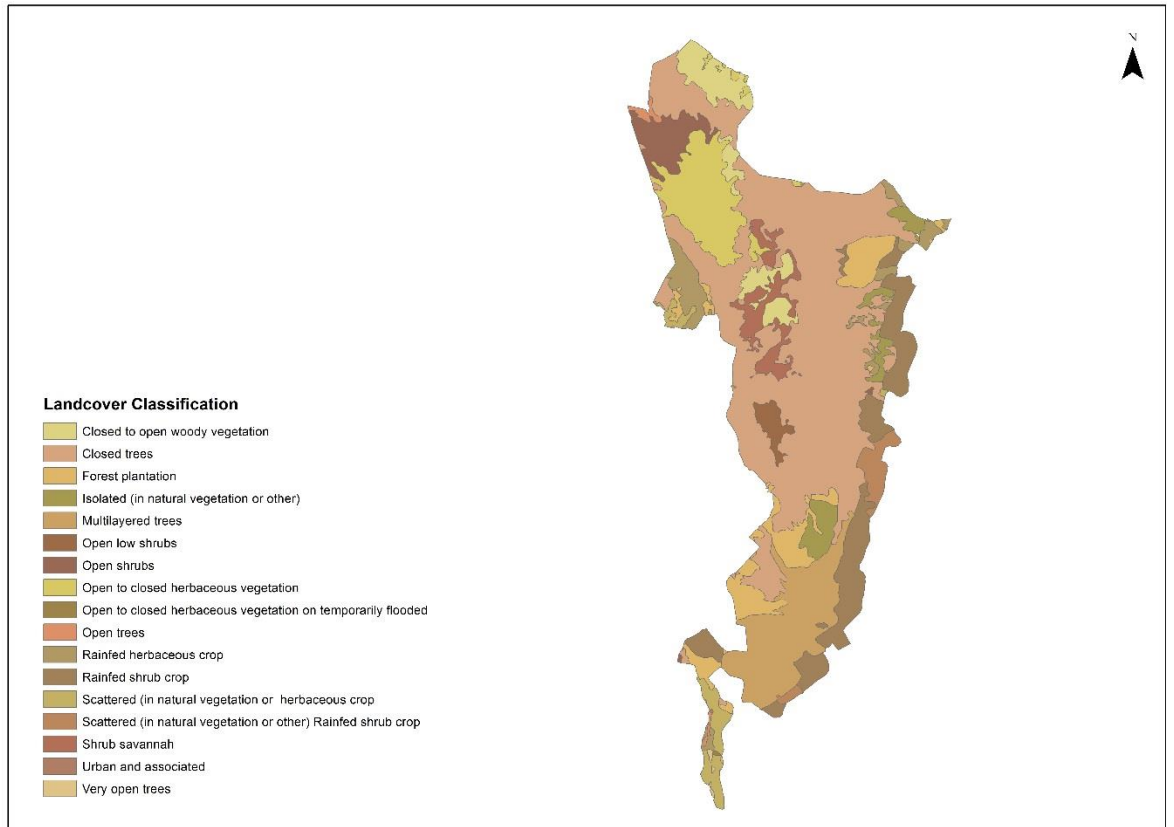 N
Landcover Classification
Closed to open woody vegetation
Closed trees
Forest plantation
Isolated (in natural vegetation or other)
Multilayered trees
Open low shrubs
Open shrubs
Open to closed herbaceous vegetation
Open to closed herbaceous vegetation on temporarily flooded
Open trees
Rainfed herbaceous crop
Rainfed shrub crop
Scattered (in natural vegetation or  herbaceous crop
Scattered (in natural vegetation or other) Rainfed shrub crop
Shrub savannah
Urban and associated
Very open trees